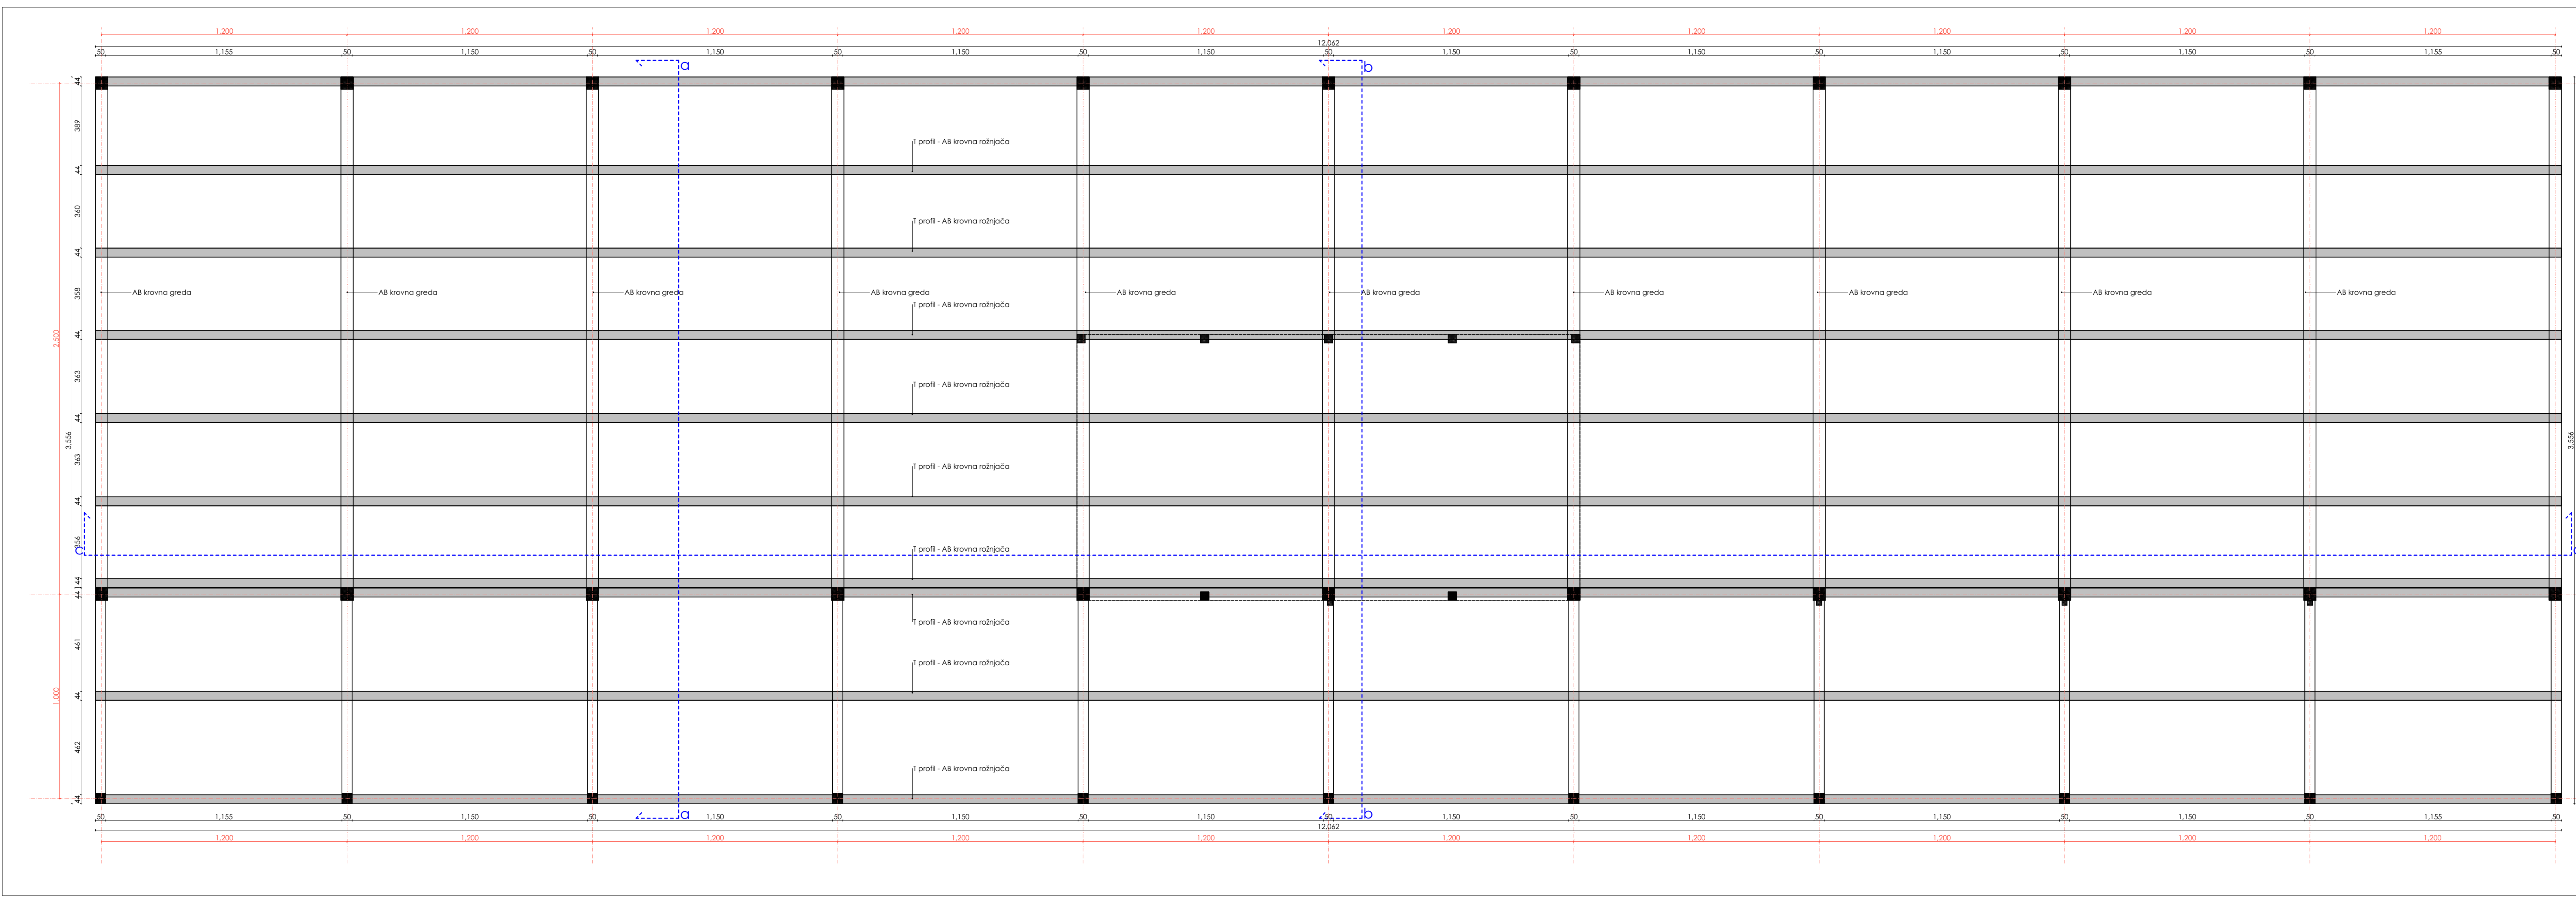 1,200 1,200 1,200 1,200 1,200 1,200 1,200 1,200 1,200 1,200
12,062
50 1,155 50 1,150 50 1,150 50 1,150 50 1,150 50 1,150 50 1,150 50 1,150 50 1,150 50 1,155 50
a b
44
389
T profil - AB krovna rožnjača
44
360
T profil - AB krovna rožnjača
44
358
AB krovna greda AB krovna greda AB krovna greda AB krovna greda AB krovna greda AB krovna greda AB krovna greda AB krovna greda AB krovna greda AB krovna greda
T profil - AB krovna rožnjača
44
2,500
363
T profil - AB krovna rožnjača
44
3,556 3,556
363
T profil - AB krovna rožnjača
44
356
c
T profil - AB krovna rožnjača
44
44
T profil - AB krovna rožnjača
461
T profil - AB krovna rožnjača
44
1,000
462
T profil - AB krovna rožnjača
44
a b
50 1,155 50 1,150 50 1,150 50 1,150 50 1,150 50 1,150 50 1,150 50 1,150 50 1,150 50 1,155 50
12,062
1,200 1,200 1,200 1,200 1,200 1,200 1,200 1,200 1,200 1,200